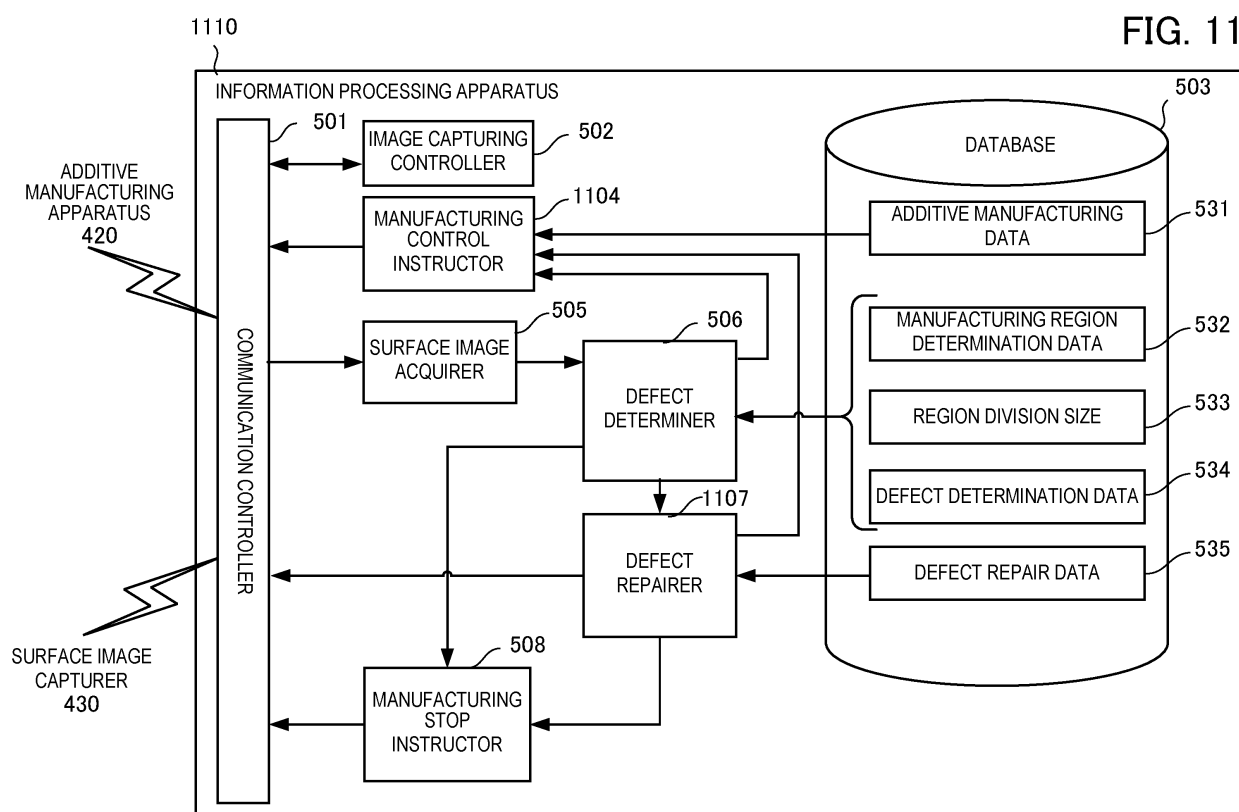 FIG. 11
1110
INFORMATION PROCESSING APPARATUS
501
COMMUNICATION CONTROLLER
ADDITIVE
MANUFACTURING
APPARATUS
420
SURFACE IMAGE
CAPTURER
430
502
IMAGE CAPTURING
CONTROLLER
1104
MANUFACTURING
CONTROL
INSTRUCTOR
505
SURFACE IMAGE
ACQUIRER
506
DEFECT
DETERMINER
1107
DEFECT
REPAIRER
508
MANUFACTURING
STOP
INSTRUCTOR
503
DATABASE
531
ADDITIVE MANUFACTURING
DATA
532
MANUFACTURING REGION
DETERMINATION DATA
533
REGION DIVISION SIZE
534
DEFECT DETERMINATION DATA
535
DEFECT REPAIR DATA